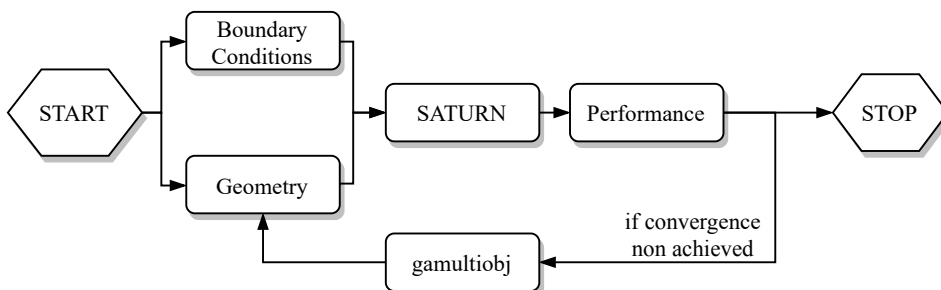 Boundary
Conditions
START
SATURN
Performance
STOP
Geometry
if convergence
non achieved
gamultiobj